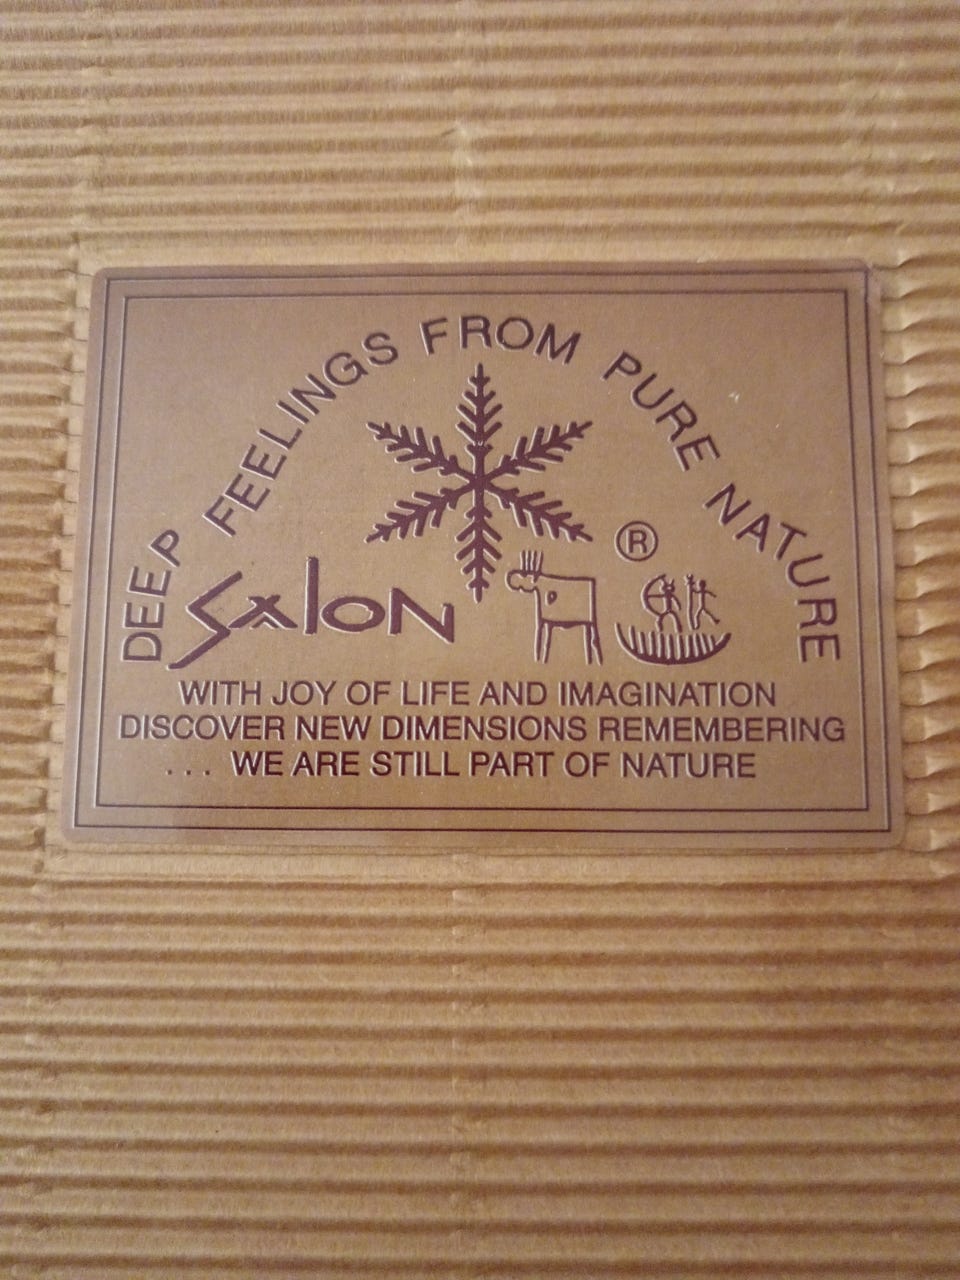 DEEP FEELINGS FROM PURE NATURE
®
Salon
WITH JOY OF LIFE AND IMAGINATION
DISCOVER NEW DIMENSIONS REMEMBERING
... WE ARE STILL PART OF NATURE